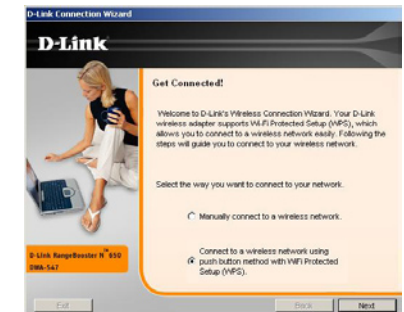 D-Link Connection Wizard
D-Link
Get Connected!
Welcome to D-Link's Wireless Connection Wizard. Your D-Link
wireless adapter supports Wi-Fi Protected Setup (WPS), which
allows you to connect to a wireless network easily. Following the
steps will guide you to connect to your wireless network.
Select the way you want to connect to your network.
Manually connect to a wireless network.
Connect to a wireless network using
push button method with WiFi Protected
Setup (WPS).
D-Link RangeBooster N™ 650
DWA-547
Exit
Back
Next